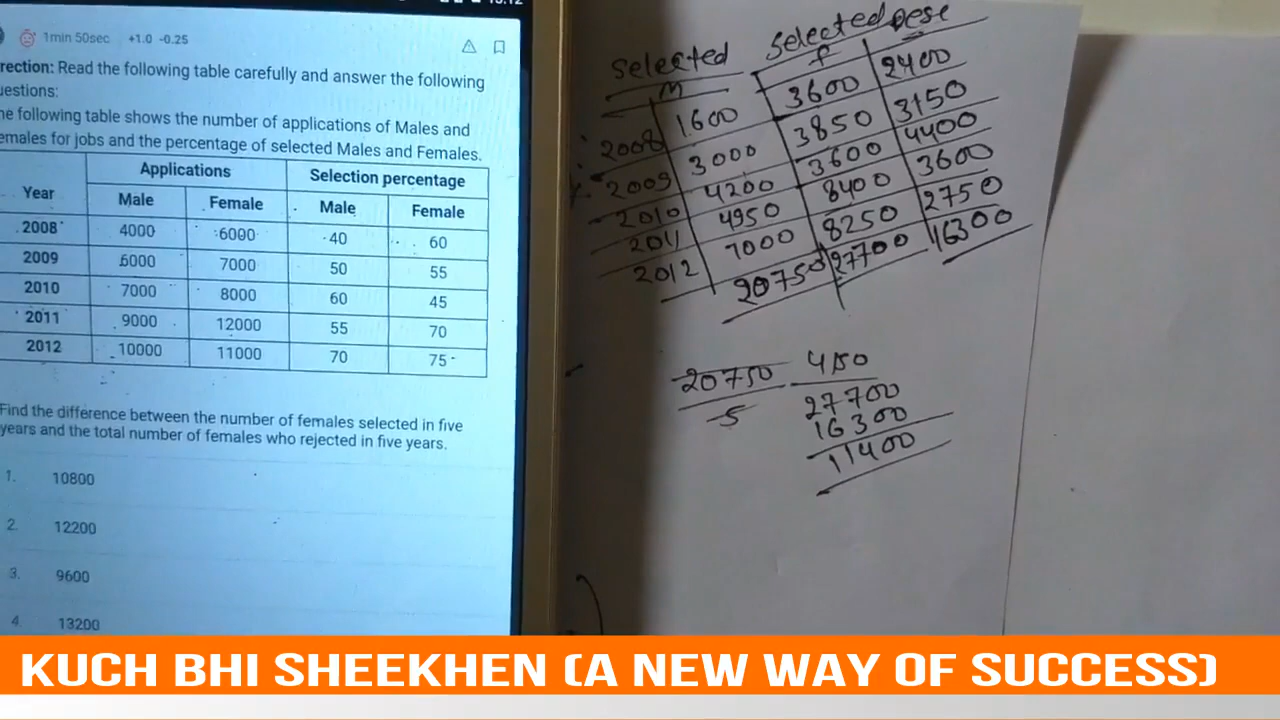 1min 50sec +1.0 -0.25
rection: Read the following table carefully and answer the following
uestions:
he following table shows the number of applications of Males and
emales for jobs and the percentage of selected Males and Females.
Year Applications Selection percentage
Male Female Male Female
2008 4000 6000 40 60
2009 6000 7000 50 55
2010 7000 8000 60 45
2011 9000 12000 55 70
2012 10000 11000 70 75
Find the difference between the number of females selected in five
years and the total number of females who rejected in five years.
1. 10800
2. 12200
3. 9600
4 13200
selected selected
M F
2008 1600 3600 2400
2009 3000 3850 3150
2010 4200 3600 4400
2011 4950 8400 3600
2012 7000 8250 2750
20750 27700 16300
20750
5
27700
16300
11400
KUCH BHI SHEEKHEN (A NEW WAY OF SUCCESS)